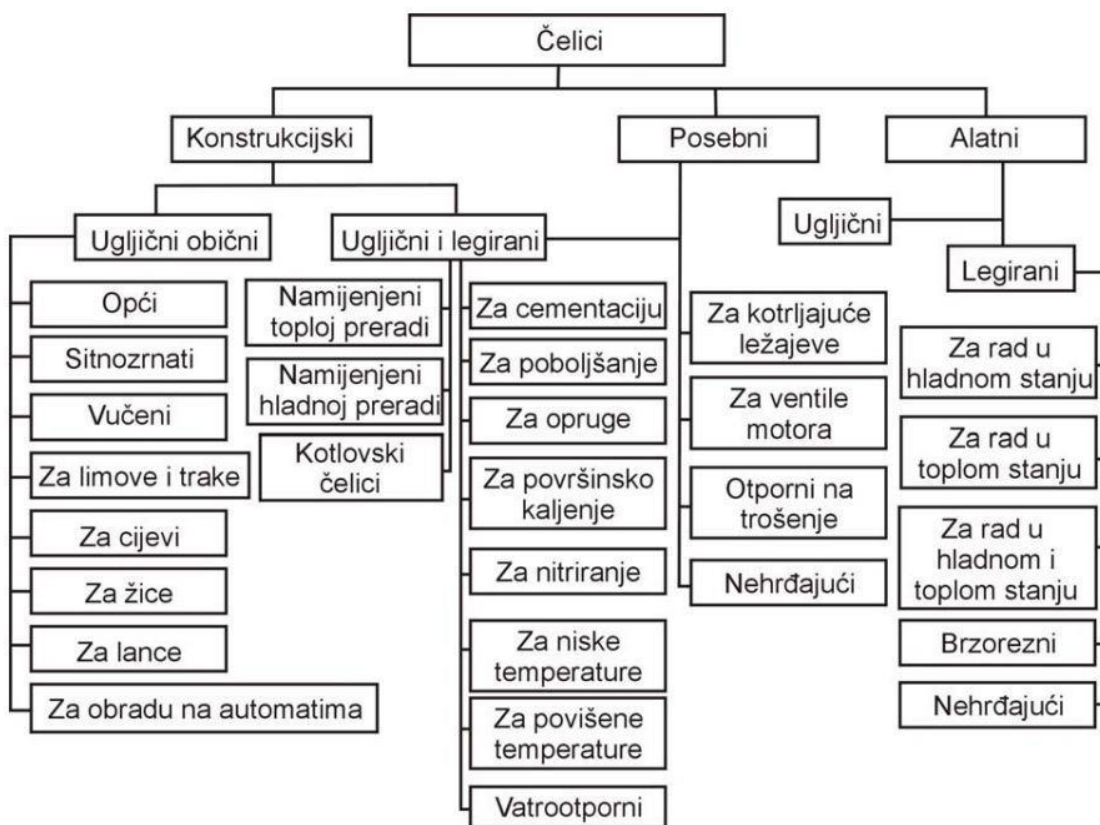 Čelici
Konstrukcijski
Posebni
Alatni
Ugljični obični
Ugljični i legirani
Ugljični
Legirani
Opći
Sitnozrnati
Vučeni
Za limove i trake
Za cijevi
Za žice
Za lance
Za obradu na automatima
Namijenjeni
toploj preradi
Namijenjeni
hladnoj preradi
Kotlovski
čelici
Za cementaciju
Za poboljšanje
Za opruge
Za površinsko
kaljenje
Za nitriranje
Za niske
temperature
Za povišene
temperature
Vatrootporni
Za kotrljajuće
ležajeve
Za ventile
motora
Otporni na
trošenje
Nehrđajući
Za rad u
hladnom stanju
Za rad u
toplom stanju
Za rad u
hladnom i
toplom stanju
Brzorezni
Nehrđajući